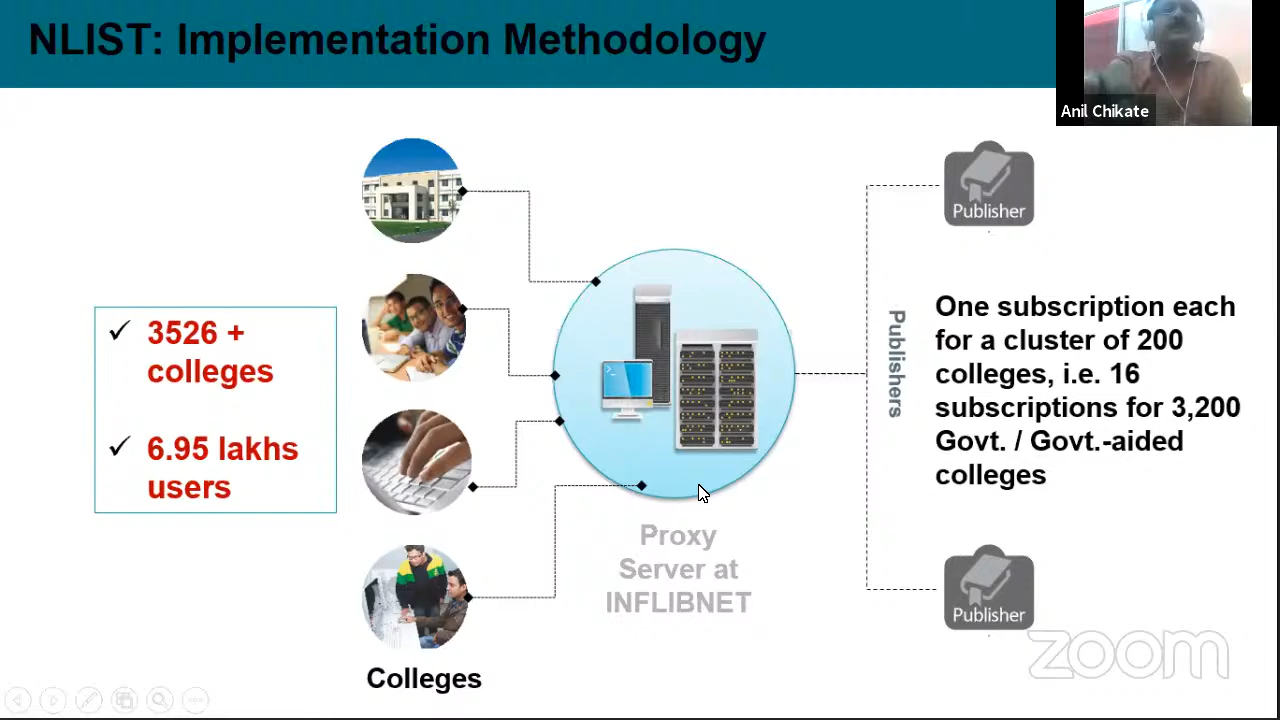 NLIST: Implementation Methodology
Anil Chikate
✓ 3526 +
colleges
✓ 6.95 lakhs
users
Colleges
Proxy
Server at
INFLIBNET
Publishers
Publisher
One subscription each
for a cluster of 200
colleges, i.e. 16
subscriptions for 3,200
Govt. / Govt.-aided
colleges
Publisher
zoom